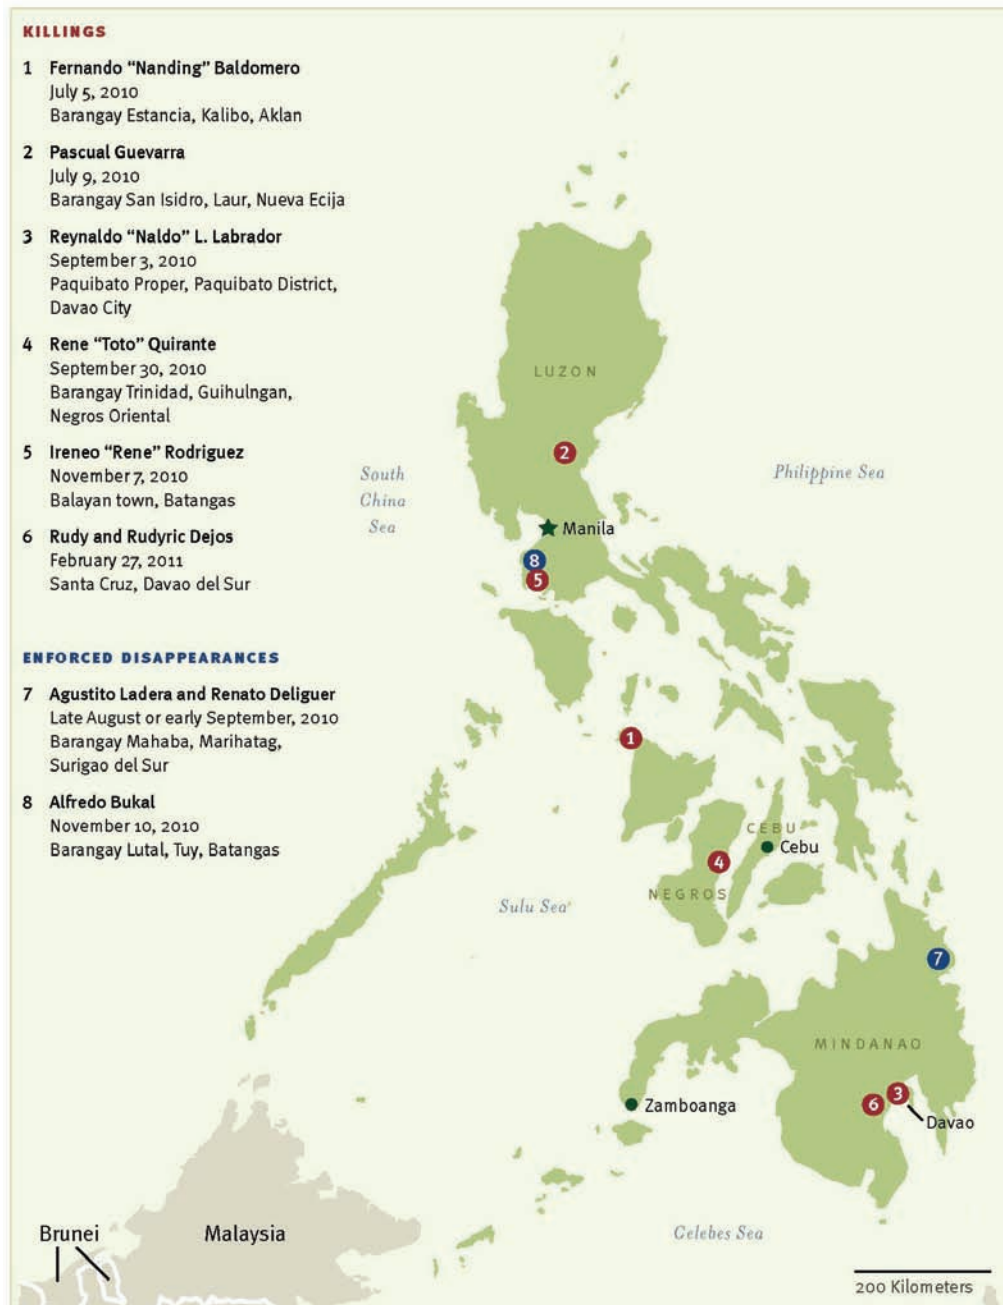 KILLINGS
1 Fernando “Nanding” Baldomero
July 5, 2010
Barangay Estancia, Kalibo, Aklan
2 Pascual Guevarra
July 9, 2010
Barangay San Isidro, Laur, Nueva Ecija
3 Reynaldo “Naldo” L. Labrador
September 3, 2010
Paquibato Proper, Paquibato District,
Davao City
4 Rene “Toto” Quirante
September 30, 2010
Barangay Trinidad, Guihulngan,
Negros Oriental
5 Ireneo “Rene” Rodriguez
November 7, 2010
Balayan town, Batangas
6 Rudy and Rudyric Dejos
February 27, 2011
Santa Cruz, Davao del Sur
ENFORCED DISAPPEARANCES
7 Agustito Ladera and Renato Deliguer
Late August or early September, 2010
Barangay Mahaba, Marihatag,
Surigao del Sur
8 Alfredo Bukal
November 10, 2010
Barangay Lutal, Tuy, Batangas
LUZON
2
South
China
Sea
Philippine Sea
Manila
8
5
1
CEBU
Cebu
4
NEGROS
Sulu Sea
7
MINDANAO
3
6
Zamboanga
Davao
Brunei
Malaysia
Celebes Sea
200 Kilometers